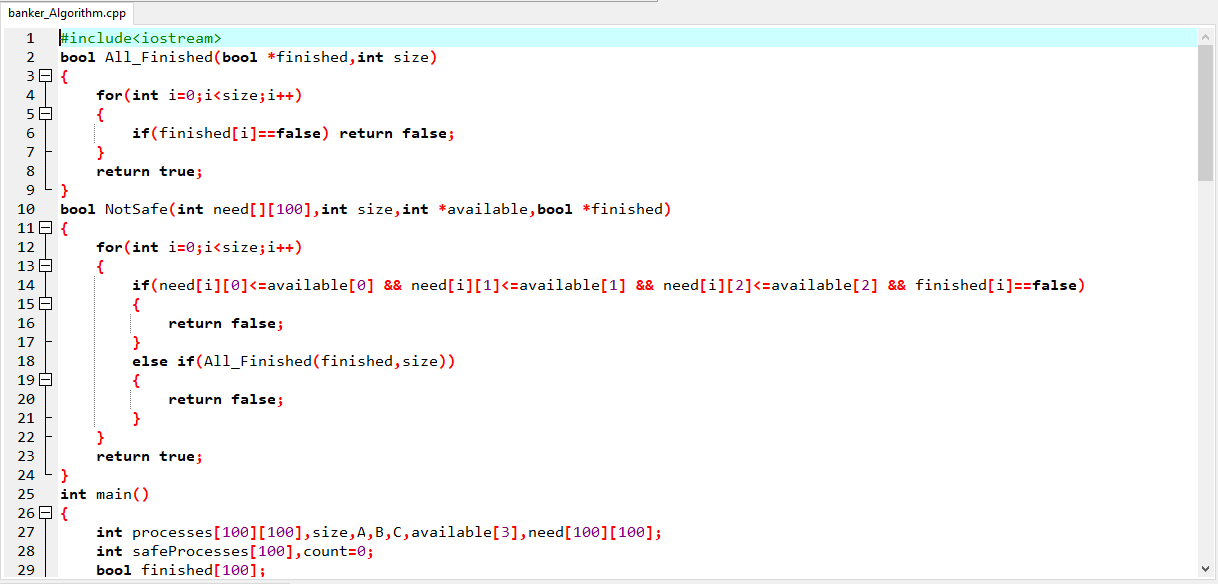 banker_Algorithm.cpp
1 #include<iostream>
2 bool All_Finished(bool *finished,int size)
3 {
4 for(int i=0;i<size;i++)
5 {
6 if(finished[i]==false) return false;
7 }
8 return true;
9 }
10 bool NotSafe(int need[][100],int size,int *available,bool *finished)
11 {
12 for(int i=0;i<size;i++)
13 {
14 if(need[i][0]<=available[0] && need[i][1]<=available[1] && need[i][2]<=available[2] && finished[i]==false)
15 {
16 return false;
17 }
18 else if(All_Finished(finished,size))
19 {
20 return false;
21 }
22 }
23 return true;
24 }
25 int main()
26 {
27 int processes[100][100],size,A,B,C,available[3],need[100][100];
28 int safeProcesses[100],count=0;
29 bool finished[100];